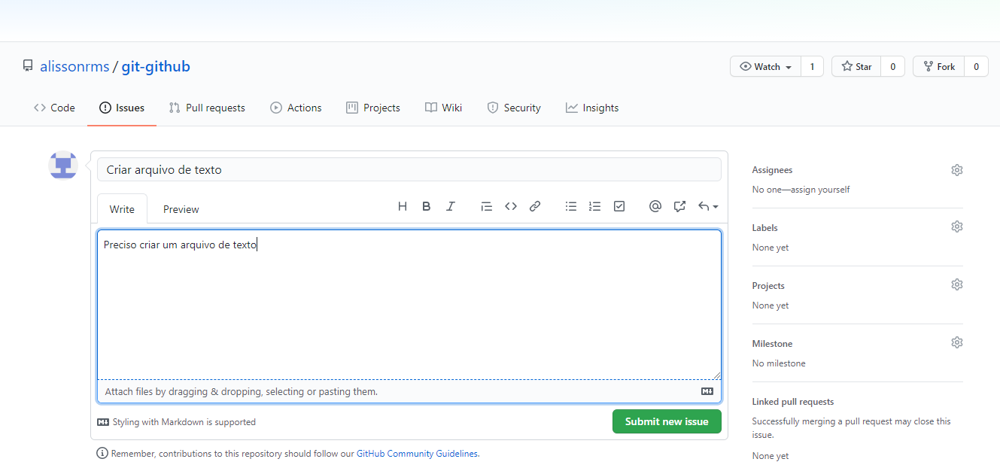 alissonrms / git-github
Watch 1 Star 0 Fork 0
Code Issues Pull requests Actions Projects Wiki Security Insights
Criar arquivo de texto
Write Preview
Preciso criar um arquivo de texto
Attach files by dragging & dropping, selecting or pasting them.
Styling with Markdown is supported
Submit new issue
Remember, contributions to this repository should follow our GitHub Community Guidelines.
Assignees
No one—assign yourself
Labels
None yet
Projects
None yet
Milestone
No milestone
Linked pull requests
Successfully merging a pull request may close this
issue.
None yet